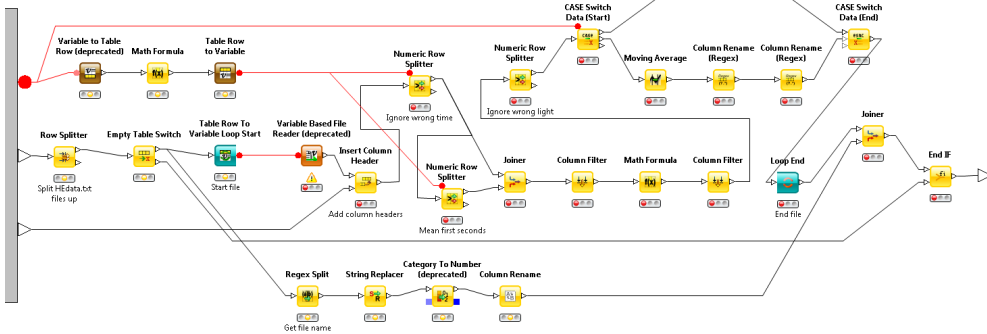 CASE Switch
Data (Start)
CASE Switch
Data (End)
Variable to Table
Row (deprecated)
Math Formula
Table Row
to Variable
Numeric Row
Splitter
Ignore wrong time
Numeric Row
Splitter
Ignore wrong light
Moving Average
Column Rename
(Regex)
Column Rename
(Regex)
Row Splitter
Split HEdata.txt
files up
Empty Table Switch
Table Row To
Variable Loop Start
Start file
Variable Based File
Reader (deprecated)
Insert Column
Header
Add column headers
Numeric Row
Splitter
Mean first seconds
Joiner
Column Filter
Math Formula
Column Filter
Loop End
End file
Joiner
End IF
Regex Split
Get file name
String Replacer
Category To Number
(deprecated)
Column Rename